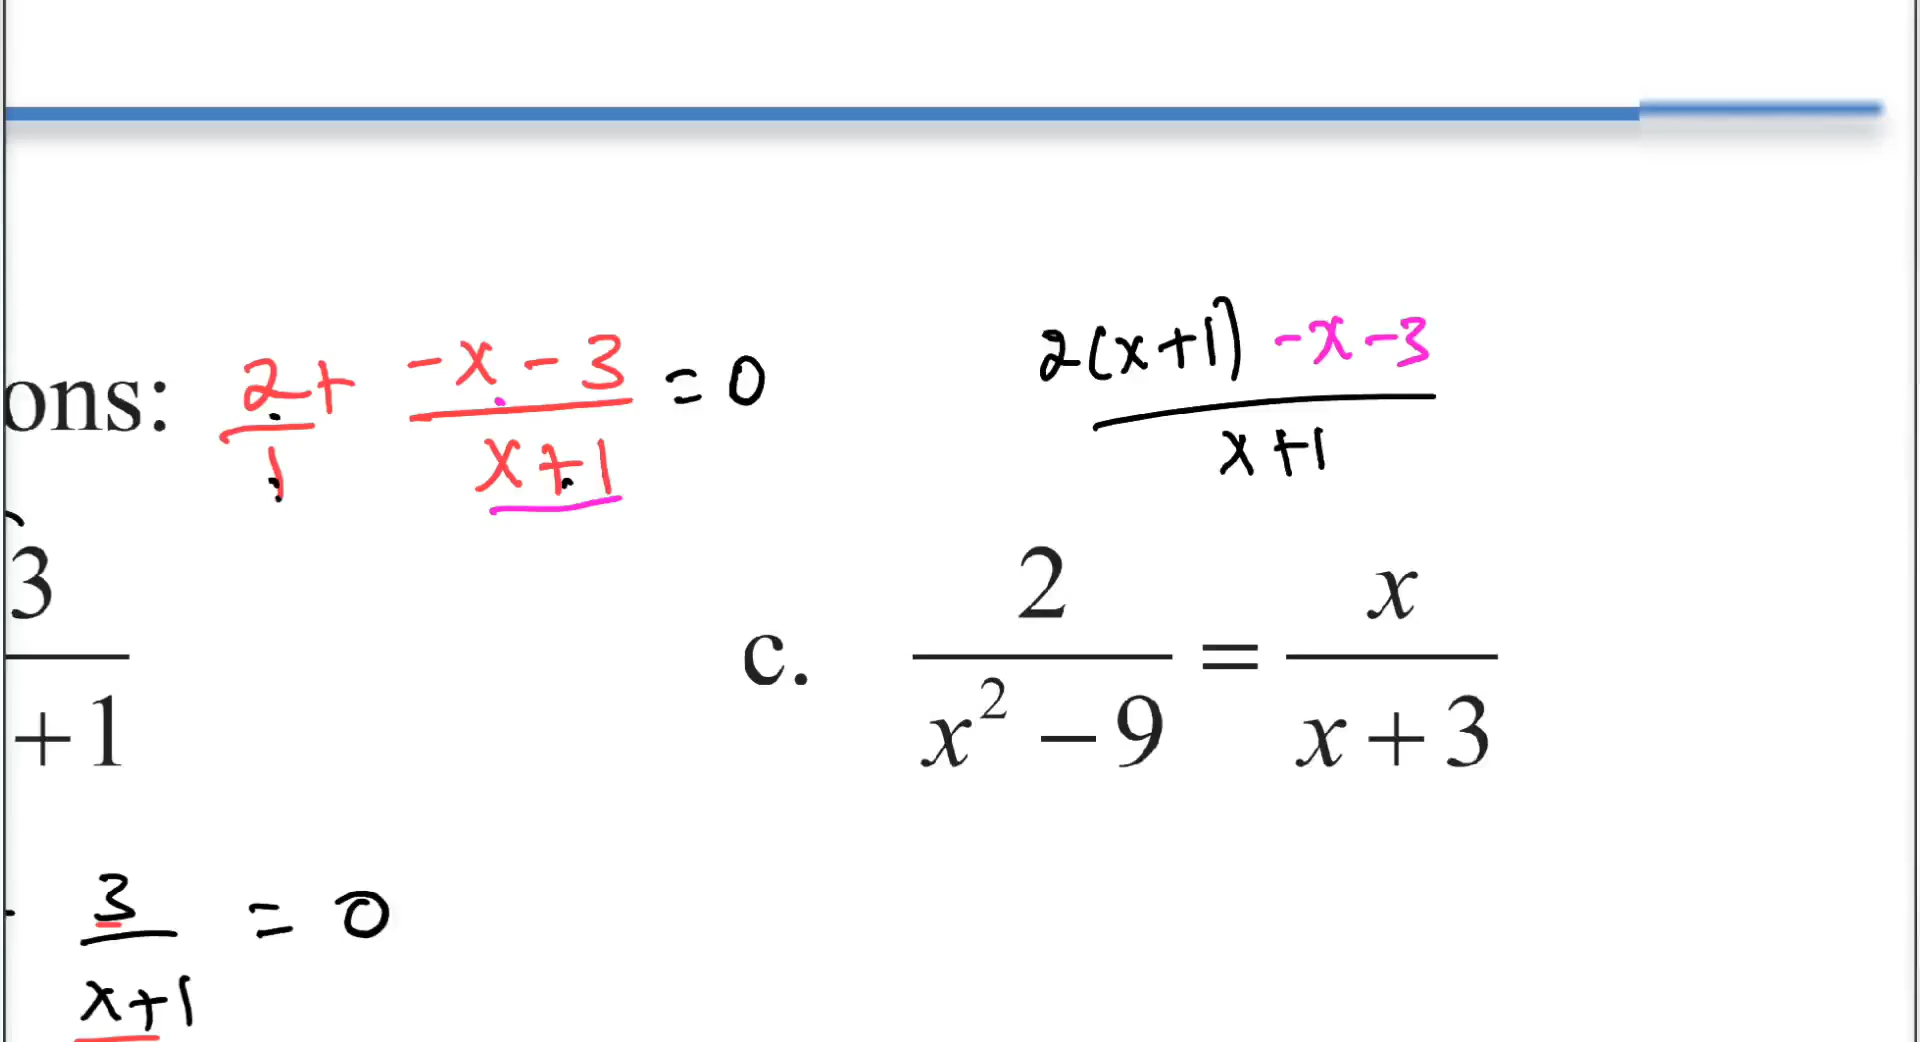 ons: 2/1 + (-x-3)/(x+1) = 0
(2(x+1) -x-3)/(x+1)
3/+1
c. 2/(x² − 9) = x/(x + 3)
- 3/(x+1) = 0